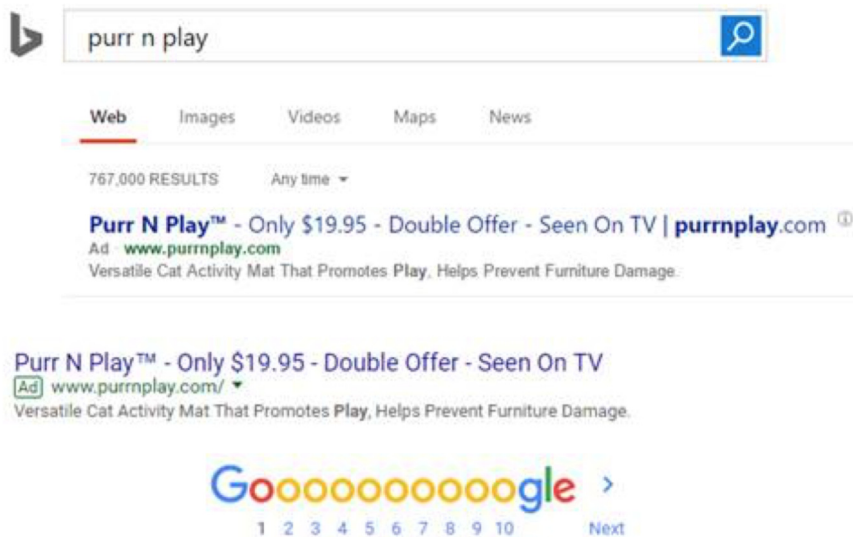 purr n play
Web Images Videos Maps News
767,000 RESULTS Any time
Purr N Play™ - Only $19.95 - Double Offer - Seen On TV | purrnplay.com
Ad · www.purrnplay.com
Versatile Cat Activity Mat That Promotes Play, Helps Prevent Furniture Damage.
Purr N Play™ - Only $19.95 - Double Offer - Seen On TV
Ad www.purrnplay.com/
Versatile Cat Activity Mat That Promotes Play, Helps Prevent Furniture Damage.
Goooooooooogle >
1 2 3 4 5 6 7 8 9 10 Next